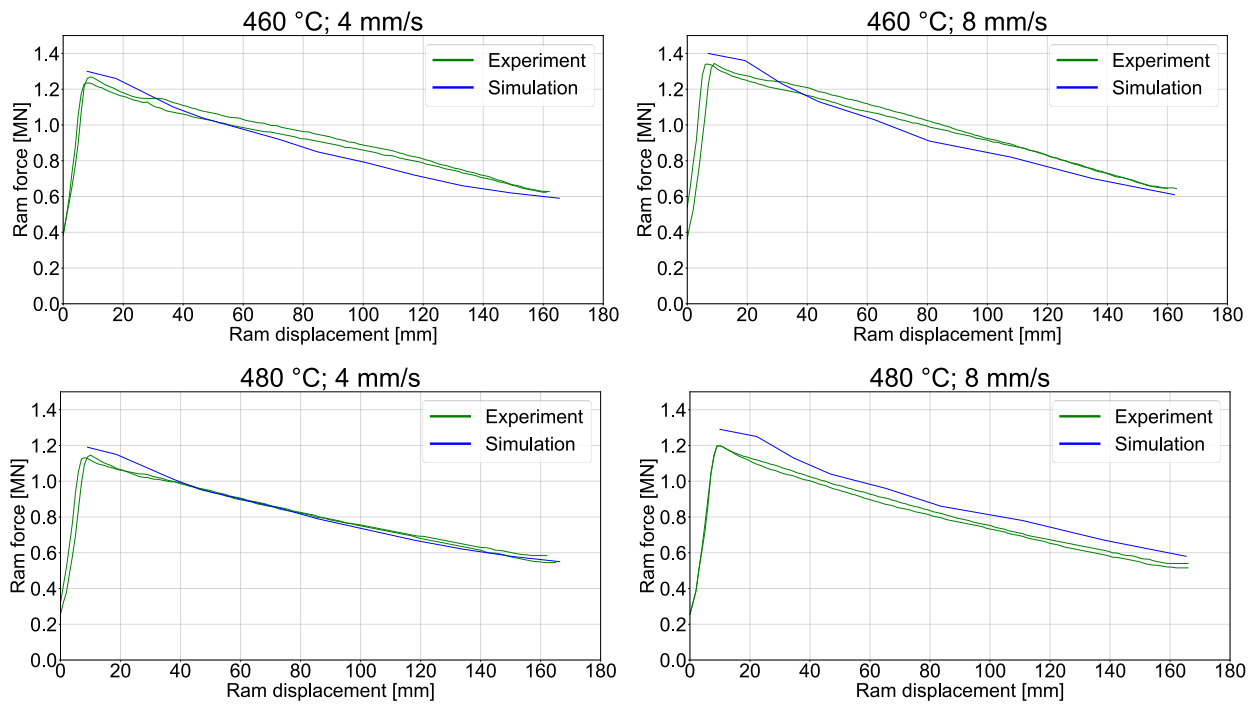 460 °C; 4 mm/s
Ram force [MN]
1.4
1.2
1.0
0.8
0.6
0.4
0.2
0.0
Experiment
Simulation
0 20 40 60 80 100 120 140 160 180
Ram displacement [mm]
460 °C; 8 mm/s
Ram force [MN]
1.4
1.2
1.0
0.8
0.6
0.4
0.2
0.0
Experiment
Simulation
0 20 40 60 80 100 120 140 160 180
Ram displacement [mm]
480 °C; 4 mm/s
Ram force [MN]
1.4
1.2
1.0
0.8
0.6
0.4
0.2
0.0
Experiment
Simulation
0 20 40 60 80 100 120 140 160 180
Ram displacement [mm]
480 °C; 8 mm/s
Ram force [MN]
1.4
1.2
1.0
0.8
0.6
0.4
0.2
0.0
Experiment
Simulation
0 20 40 60 80 100 120 140 160 180
Ram displacement [mm]